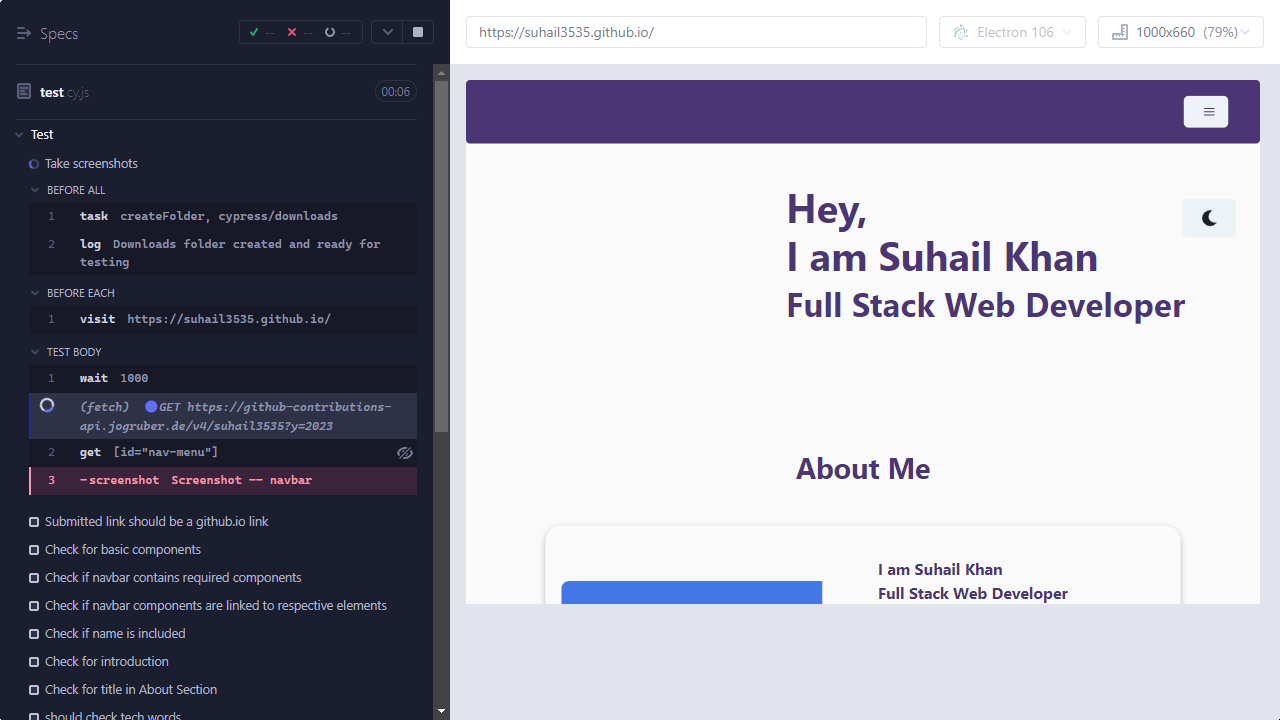 Specs
-- -- --
test.cy.js
00:06
Test
Take screenshots
BEFORE ALL
1 task createFolder, cypress/downloads
2 log Downloads folder created and ready for
testing
BEFORE EACH
1 visit https://suhail3535.github.io/
TEST BODY
1 wait 1000
(fetch) GET https://github-contributions-
api.jogruber.de/v4/suhail3535?y=2023
2 get [id="nav-menu"]
3 -screenshot Screenshot -- navbar
Submitted link should be a github.io link
Check for basic components
Check if navbar contains required components
Check if navbar components are linked to respective elements
Check if name is included
Check for introduction
Check for title in About Section
should check tech words
https://suhail3535.github.io/
Electron 106
1000x660 (79%)
Hey,
I am Suhail Khan
Full Stack Web Developer
About Me
I am Suhail Khan
Full Stack Web Developer